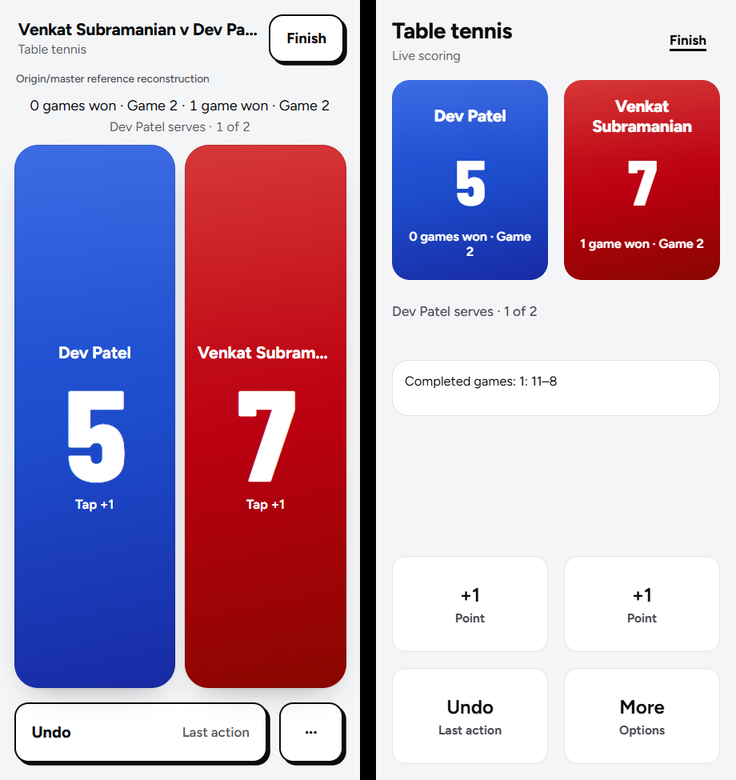 Venkat Subramanian v Dev Pa...
Table tennis
Finish
Origin/master reference reconstruction
0 games won · Game 2 · 1 game won · Game 2
Dev Patel serves · 1 of 2
Dev Patel
5
Tap +1
Venkat Subram...
7
Tap +1
Undo
Last action
...
Table tennis
Live scoring
Finish
Dev Patel
5
0 games won · Game
2
Venkat
Subramanian
7
1 game won · Game 2
Dev Patel serves · 1 of 2
Completed games: 1: 11–8
+1
Point
+1
Point
Undo
Last action
More
Options